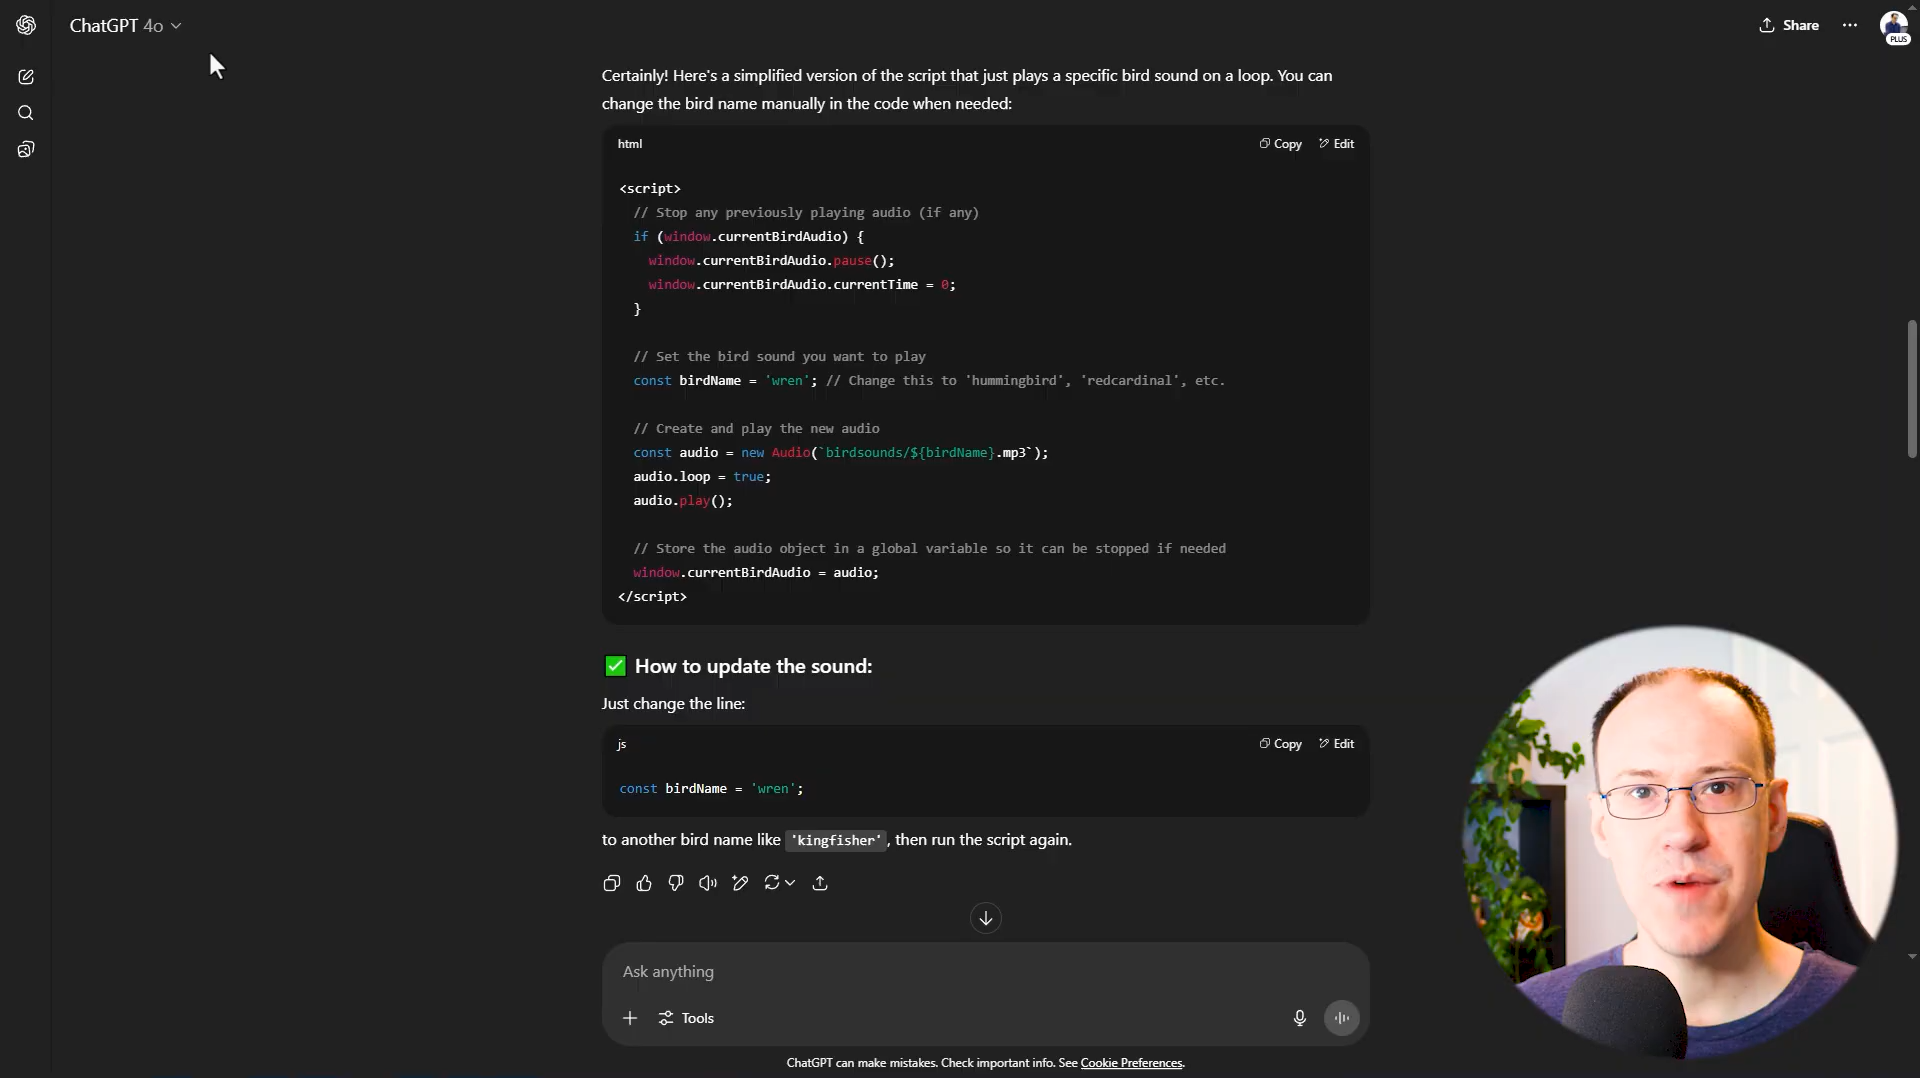 ChatGPT 4o
Share
PLUS
Certainly! Here's a simplified version of the script that just plays a specific bird sound on a loop. You can
change the bird name manually in the code when needed:
html
Copy
Edit
<script>
// Stop any previously playing audio (if any)
if (window.currentBirdAudio) {
window.currentBirdAudio.pause();
window.currentBirdAudio.currentTime = 0;
}
// Set the bird sound you want to play
const birdName = 'wren'; // Change this to 'hummingbird', 'redcardinal', etc.
// Create and play the new audio
const audio = new Audio(`birdsounds/${birdName}.mp3`);
audio.loop = true;
audio.play();
// Store the audio object in a global variable so it can be stopped if needed
window.currentBirdAudio = audio;
</script>
How to update the sound:
Just change the line:
js
Copy
Edit
const birdName = 'wren';
to another bird name like 'kingfisher', then run the script again.
Ask anything
Tools
ChatGPT can make mistakes. Check important info. See Cookie Preferences.